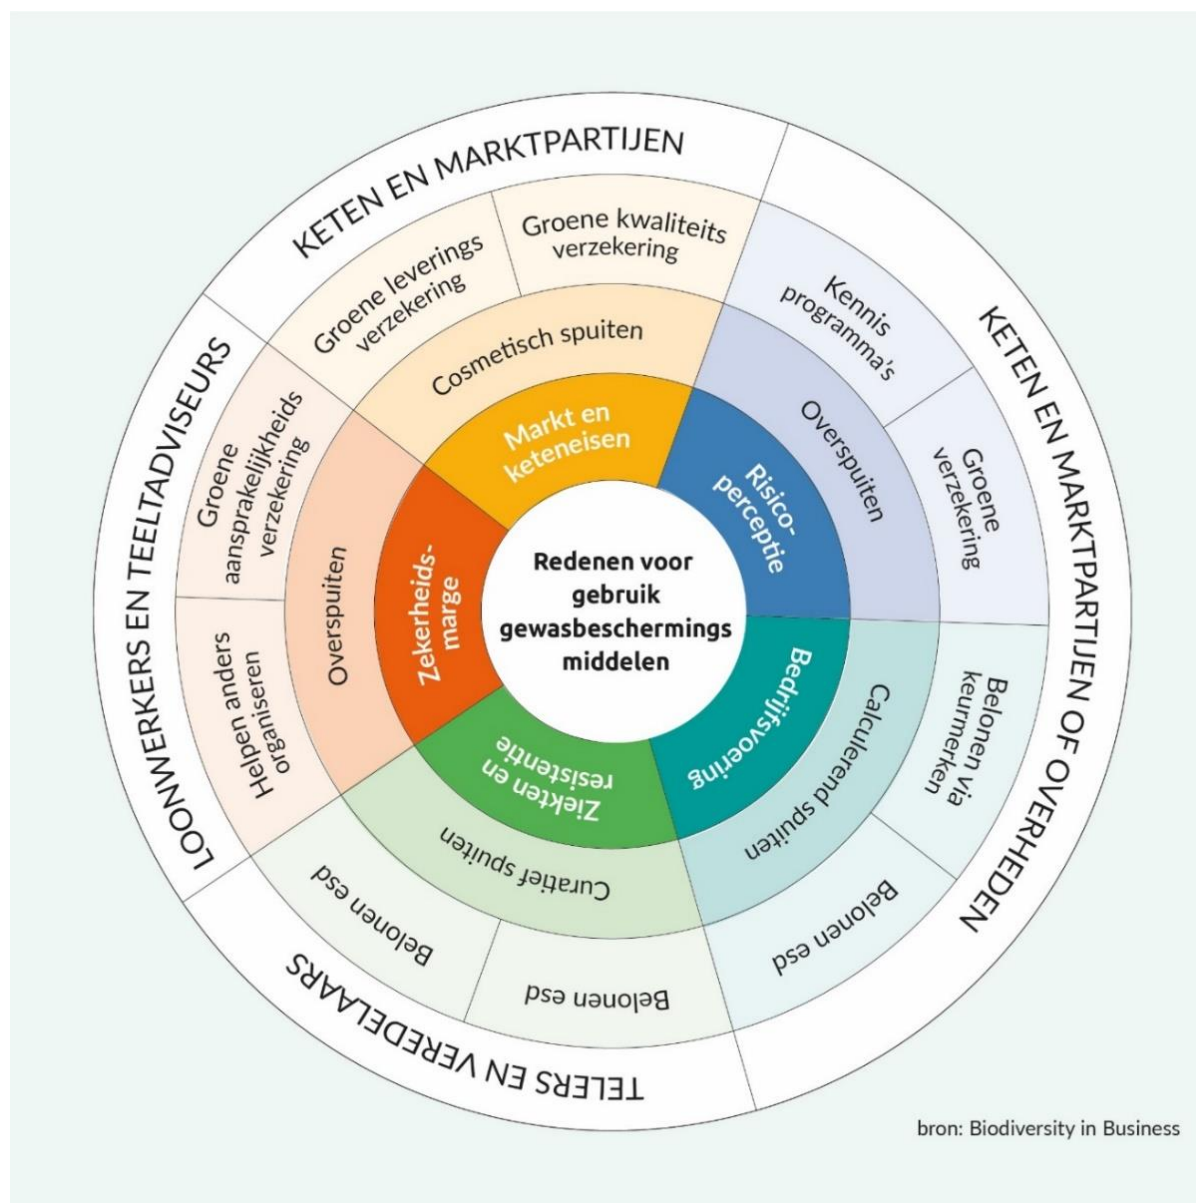 Redenen voor
gebruik
gewasbeschermings
middelen
Markt en
keteneisen
Cosmetisch spuiten
Groene leverings
verzekering
Groene kwaliteits
verzekering
KETEN EN MARKTPARTIJEN
Risico-
perceptie
Overspuiten
Kennis
programma's
Groene
verzekering
KETEN EN MARKTPARTIJEN OF OVERHEDEN
Bedrijfsvoering
Calculerend spuiten
Belonen via
keurmerken
Belonen esd
Ziekten en
resistentie
Curatief spuiten
Belonen esd
Belonen esd
TELERS EN VEREDELAARS
Zekerheids-
marge
Overspuiten
Helpen anders
organiseren
Groene
aansprakelijkheids
verzekering
LOONWERKERS EN TEELTADVISEURS
bron: Biodiversity in Business